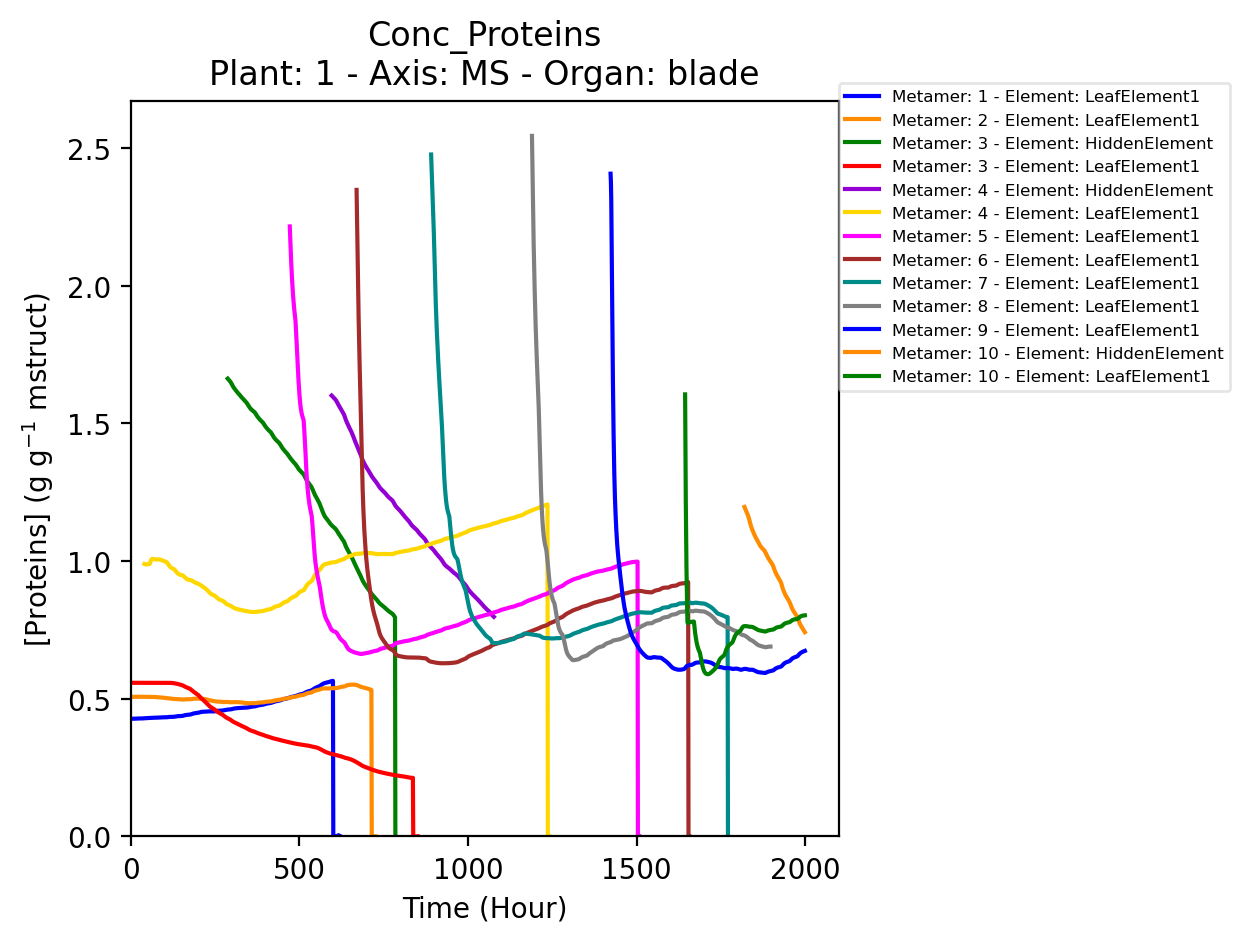 Conc_Proteins
Plant: 1 - Axis: MS - Organ: blade
[Proteins] (g g⁻¹ mstruct)
2.5
2.0
1.5
1.0
0.5
0.0
0 500 1000 1500 2000
Time (Hour)
Metamer: 1 - Element: LeafElement1
Metamer: 2 - Element: LeafElement1
Metamer: 3 - Element: HiddenElement
Metamer: 3 - Element: LeafElement1
Metamer: 4 - Element: HiddenElement
Metamer: 4 - Element: LeafElement1
Metamer: 5 - Element: LeafElement1
Metamer: 6 - Element: LeafElement1
Metamer: 7 - Element: LeafElement1
Metamer: 8 - Element: LeafElement1
Metamer: 9 - Element: LeafElement1
Metamer: 10 - Element: HiddenElement
Metamer: 10 - Element: LeafElement1